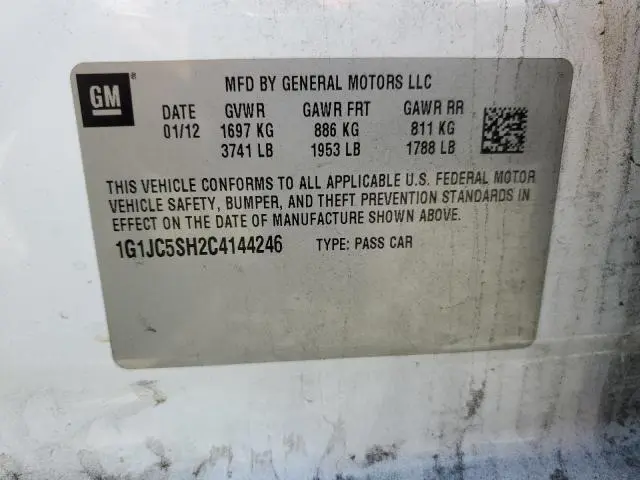 GM®
MFD BY GENERAL MOTORS LLC
DATE GVWR GAWR FRT GAWR RR
01/12 1697 KG 886 KG 811 KG
3741 LB 1953 LB 1788 LB
THIS VEHICLE CONFORMS TO ALL APPLICABLE U.S. FEDERAL MOTOR
VEHICLE SAFETY, BUMPER, AND THEFT PREVENTION STANDARDS IN
EFFECT ON THE DATE OF MANUFACTURE SHOWN ABOVE.
1G1JC5SH2C4144246 TYPE: PASS CAR